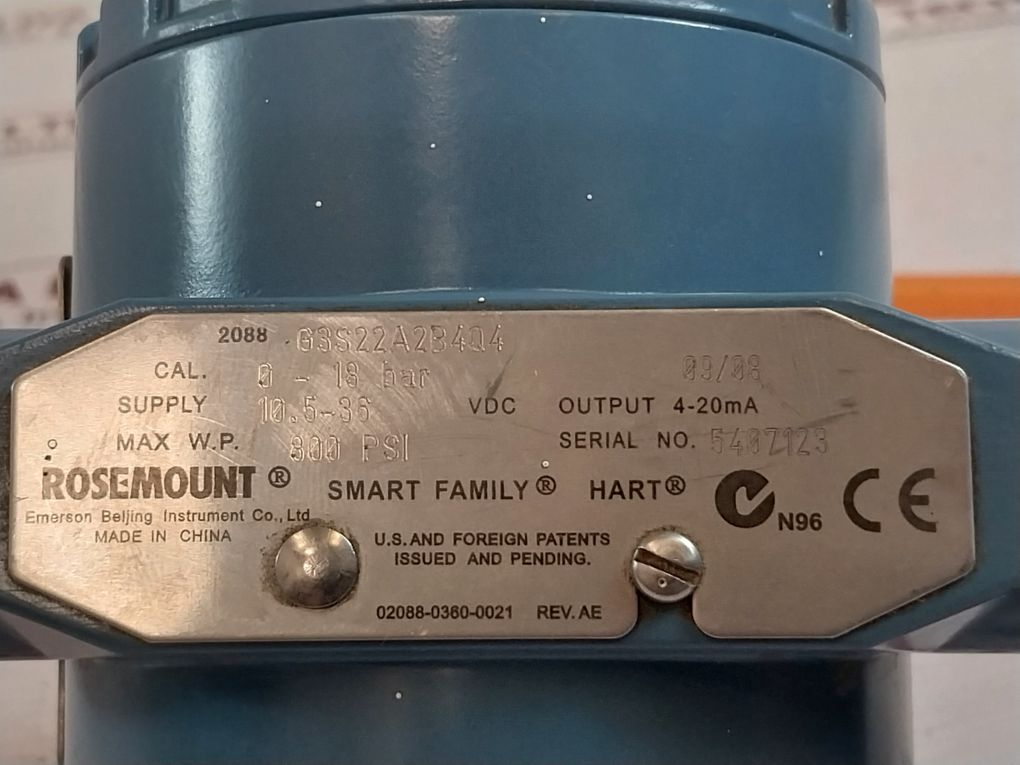 2088 G3S22A2B4Q4
CAL. 0 - 18 bar 09/08
SUPPLY 10.5-36 VDC OUTPUT 4-20mA
MAX W.P. 800 PSI SERIAL NO. 5407123
ROSEMOUNT® SMART FAMILY® HART® N96 CE
Emerson Beijing Instrument Co., Ltd
MADE IN CHINA
U.S. AND FOREIGN PATENTS
ISSUED AND PENDING.
02088-0360-0021 REV. AE